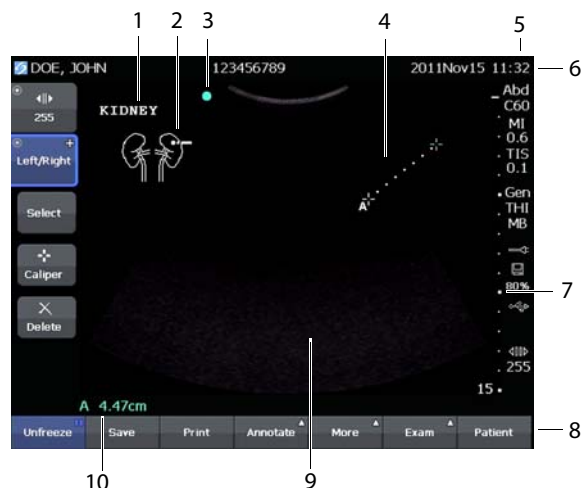 1 2 3 4 5
DOE, JOHN 123456789 2011Nov15 11:32 6
255
Left/Right
Select
Caliper
Delete
KIDNEY
A
Abd
C60
MI
0.6
TIS
0.1
Gen
THI
MB
80% 7
255
15
A 4.47cm
Unfreeze Save Print Annotate More Exam Patient 8
10 9